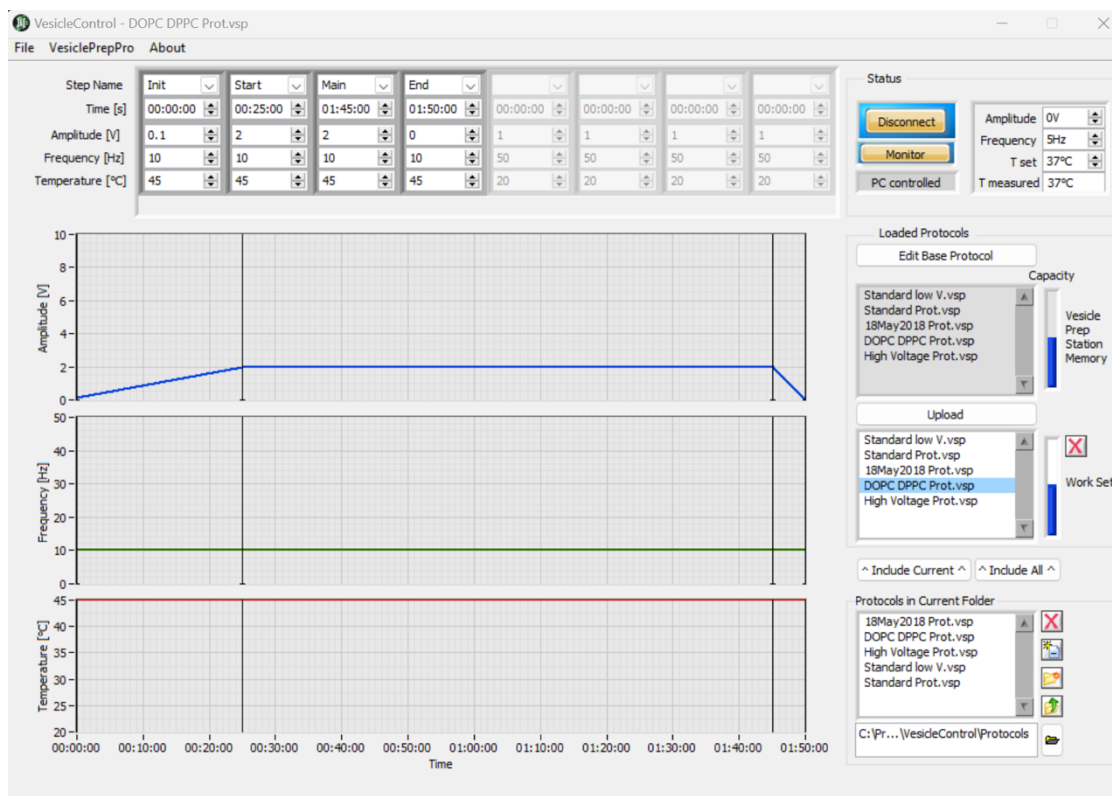 VesicleControl - DOPC DPPC Prot.vsp
File VesiclePrepPro About
Step Name Init Start Main End
Time [s] 00:00:00 00:25:00 01:45:00 01:50:00 00:00:00 00:00:00 00:00:00 00:00:00
Amplitude [V] 0.1 2 2 0 1 1 1 1
Frequency [Hz] 10 10 10 10 50 50 50 50
Temperature [ºC] 45 45 45 45 20 20 20 20
Status
Disconnect
Monitor
PC controlled
Amplitude 0V
Frequency 5Hz
T set 37ºC
T measured 37ºC
Amplitude [V]
10
8
6
4
2
0
Frequency [Hz]
50
40
30
20
10
0
Temperature [ºC]
45
40
35
30
25
20
00:00:00 00:10:00 00:20:00 00:30:00 00:40:00 00:50:00 01:00:00 01:10:00 01:20:00 01:30:00 01:40:00 01:50:00
Time
Loaded Protocols
Edit Base Protocol
Capacity
Standard low V.vsp
Standard Prot.vsp
18May2018 Prot.vsp
DOPC DPPC Prot.vsp
High Voltage Prot.vsp
Vesicle
Prep
Station
Memory
Upload
Standard low V.vsp
Standard Prot.vsp
18May2018 Prot.vsp
DOPC DPPC Prot.vsp
High Voltage Prot.vsp
Work Set
^ Include Current ^ ^ Include All ^
Protocols in Current Folder
18May2018 Prot.vsp
DOPC DPPC Prot.vsp
High Voltage Prot.vsp
Standard low V.vsp
Standard Prot.vsp
C:\Pr...\VesicleControl\Protocols